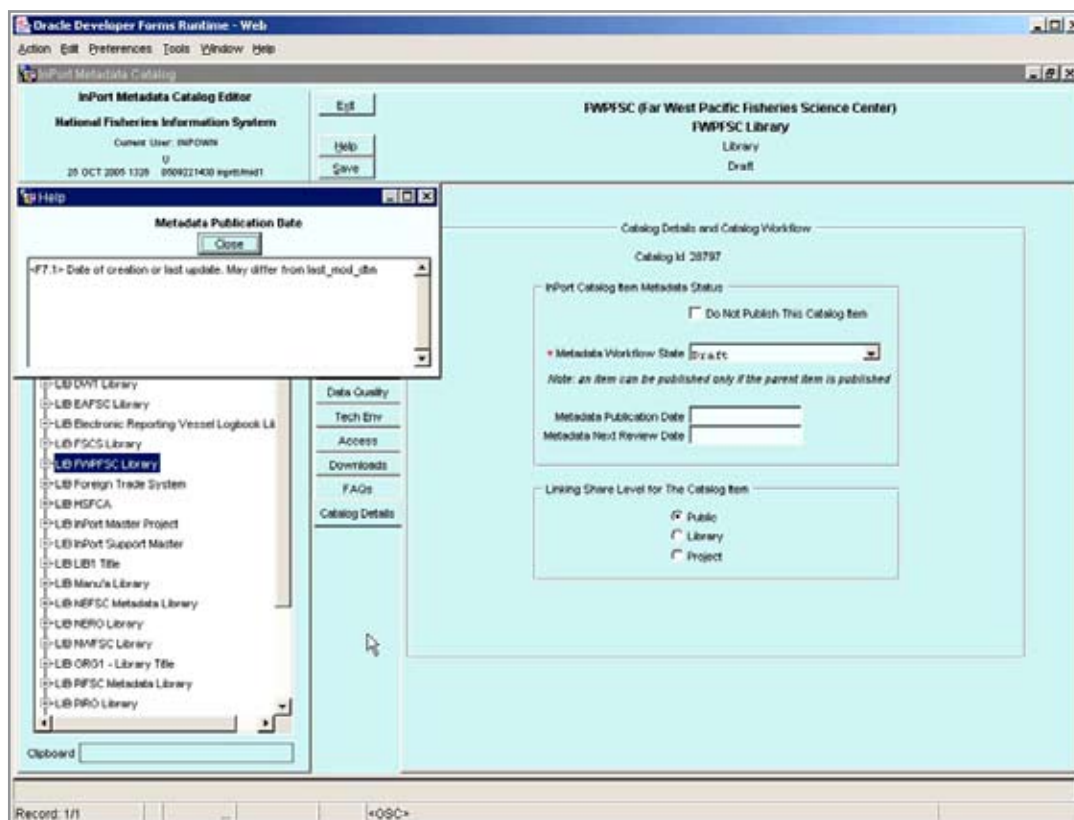 Oracle Developer Forms Runtime - Web
Action Edit Preferences Tools Window Help
InPort Metadata Catalog
InPort Metadata Catalog Editor
National Fisheries Information System
Current User: INPOWN
U
25 OCT 2005 1328
Exit
Help
Save
FWPFSC (Far West Pacific Fisheries Science Center)
FWPFSC Library
Library
Draft
Help
Metadata Publication Date
Close
<F7.1> Date of creation or last update. May differ from last_mod_dtm
LIB DWT Library
LIB EAFSC Library
LIB Electronic Reporting Vessel Logbook Lib
LIB FSCS Library
LIB FWPFSC Library
LIB Foreign Trade System
LIB HSFCA
LIB InPort Master Project
LIB InPort Support Master
LIB LIB1 Title
LIB Manu'a Library
LIB NEFSC Metadata Library
LIB NERO Library
LIB NWFSC Library
LIB ORG1 - Library Title
LIB PIFSC Metadata Library
LIB PIRO Library
Clipboard
Data Quality
Tech Env
Access
Downloads
FAQs
Catalog Details
Catalog Details and Catalog Workflow
Catalog Id 28797
InPort Catalog Item Metadata Status
Do Not Publish This Catalog Item
* Metadata Workflow State Draft
Note: an item can be published only if the parent item is published
Metadata Publication Date
Metadata Next Review Date
Linking Share Level for The Catalog Item
Public
Library
Project
Record: 1/1
...
<OSC>